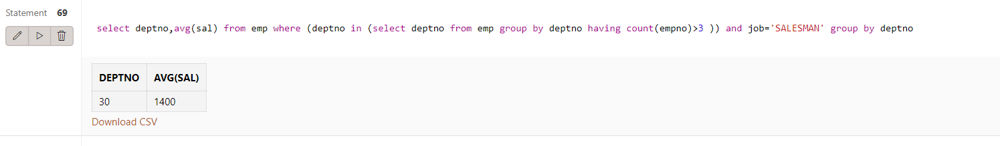 Statement 69
select deptno,avg(sal) from emp where (deptno in (select deptno from emp group by deptno having count(empno)>3 )) and job='SALESMAN' group by deptno
DEPTNO AVG(SAL)
30 1400
Download CSV